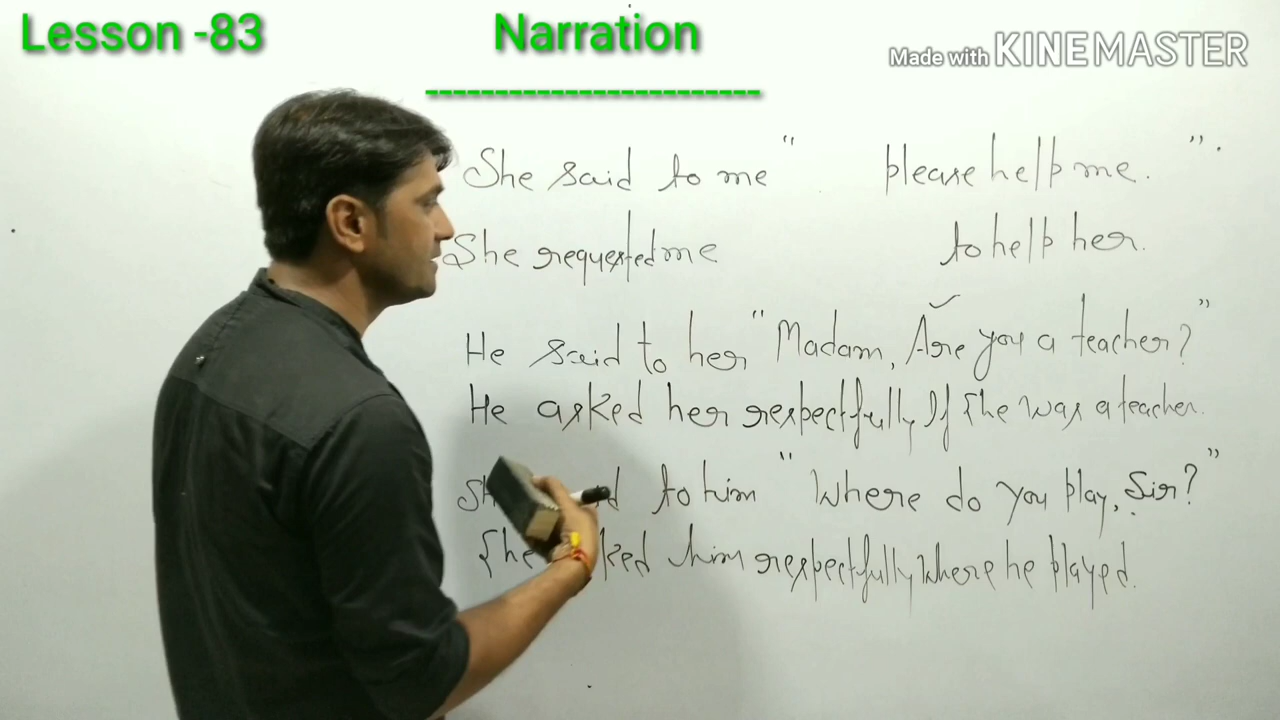 Lesson -83
Narration
Made with KINEMASTER
She said to me " please help me. ".
She requested me to help her.
He said to her " Madam, Are you a teacher? "
He asked her respectfully If She was a teacher.
to him " Where do you play, Sir? "
She him respectfully where he played.